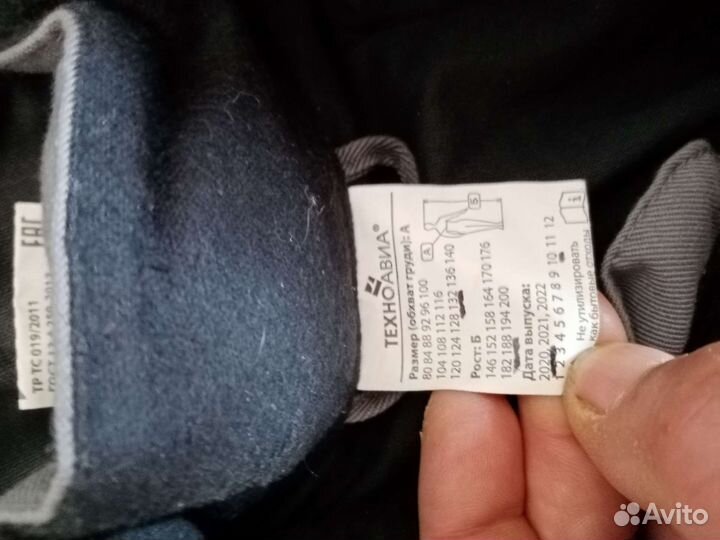 EAC
ТР ТС 019/2011
ТЕХНОАВИА®
Размер (обхват груди): А
80 84 88 92 96 100
104 108 112 116
120 124 128 132 136 140
Рост: Б
146 152 158 164 170 176
182 188 194 200
Дата выпуска:
2020, 2021, 2022
1 2 3 4 5 6 7 8 9 10 11 12
Не утилизировать
как бытовые отходы
А
Б
i
Avito